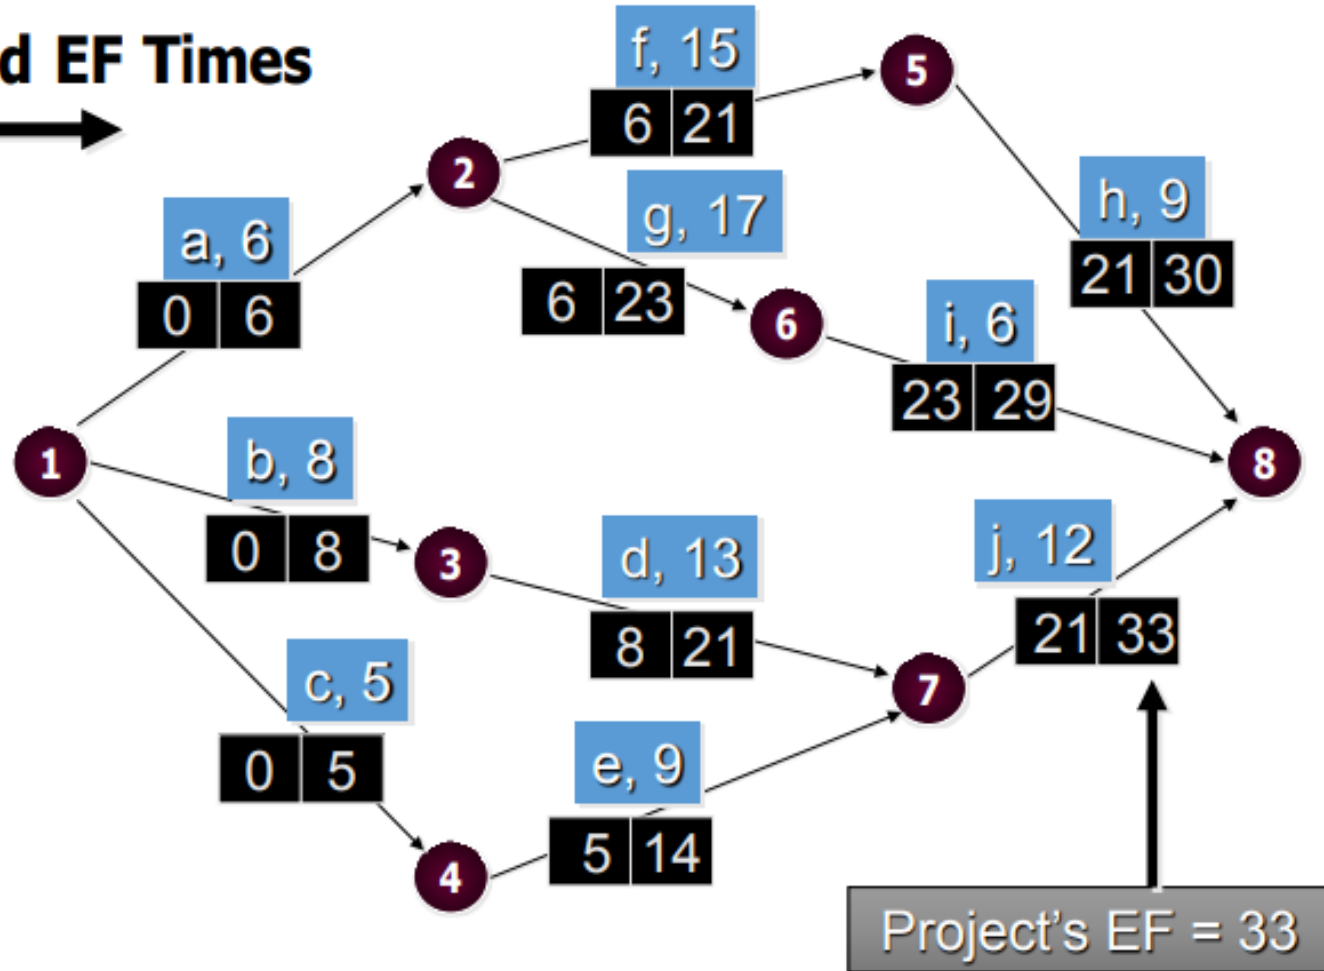 d EF Times
f, 15
6 21
5
2
g, 17
6 23
h, 9
21 30
a, 6
0 6
6
i, 6
23 29
1
b, 8
0 8
8
3
d, 13
8 21
j, 12
21 33
c, 5
0 5
7
e, 9
5 14
4
Project's EF = 33